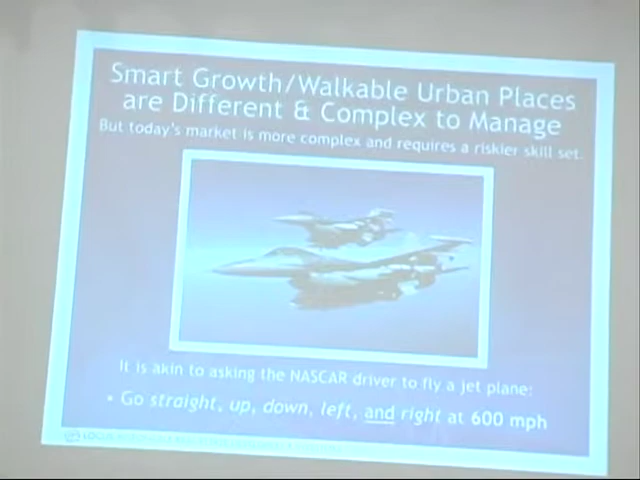 Smart Growth/Walkable Urban Places
are Different & Complex to Manage
But today's market is more complex and requires a riskier skill set.
It is akin to asking the NASCAR driver to fly a jet plane:
• Go straight, up, down, left, and right at 600 mph